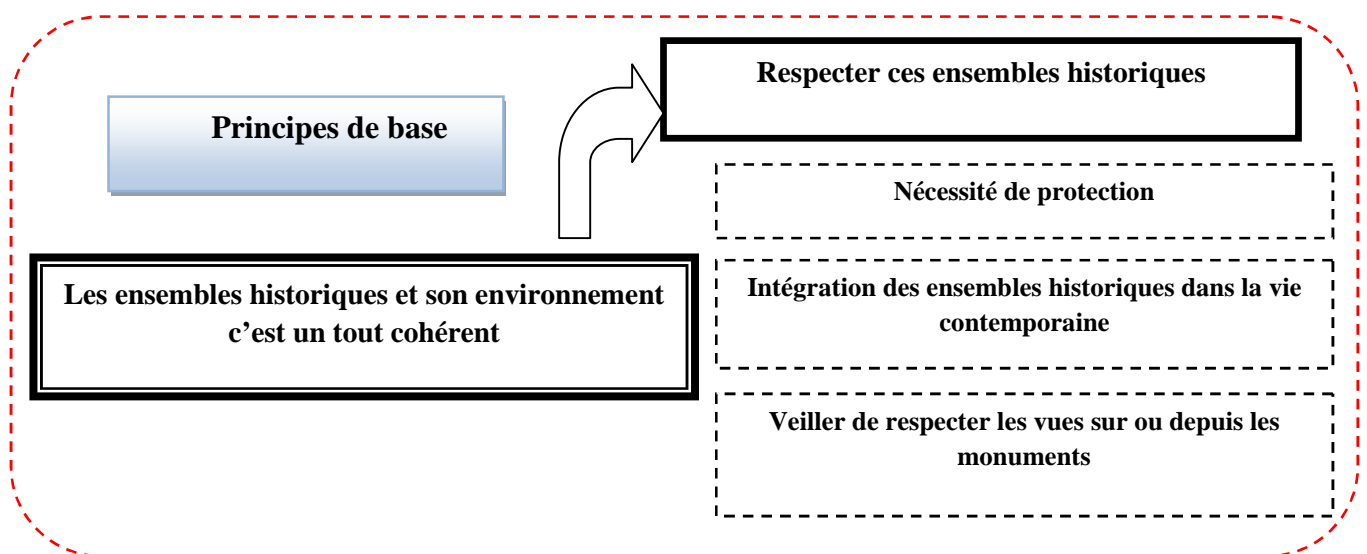 Principes de base
Les ensembles historiques et son environnement
c’est un tout cohérent
Respecter ces ensembles historiques
Nécessité de protection
Intégration des ensembles historiques dans la vie
contemporaine
Veiller de respecter les vues sur ou depuis les
monuments